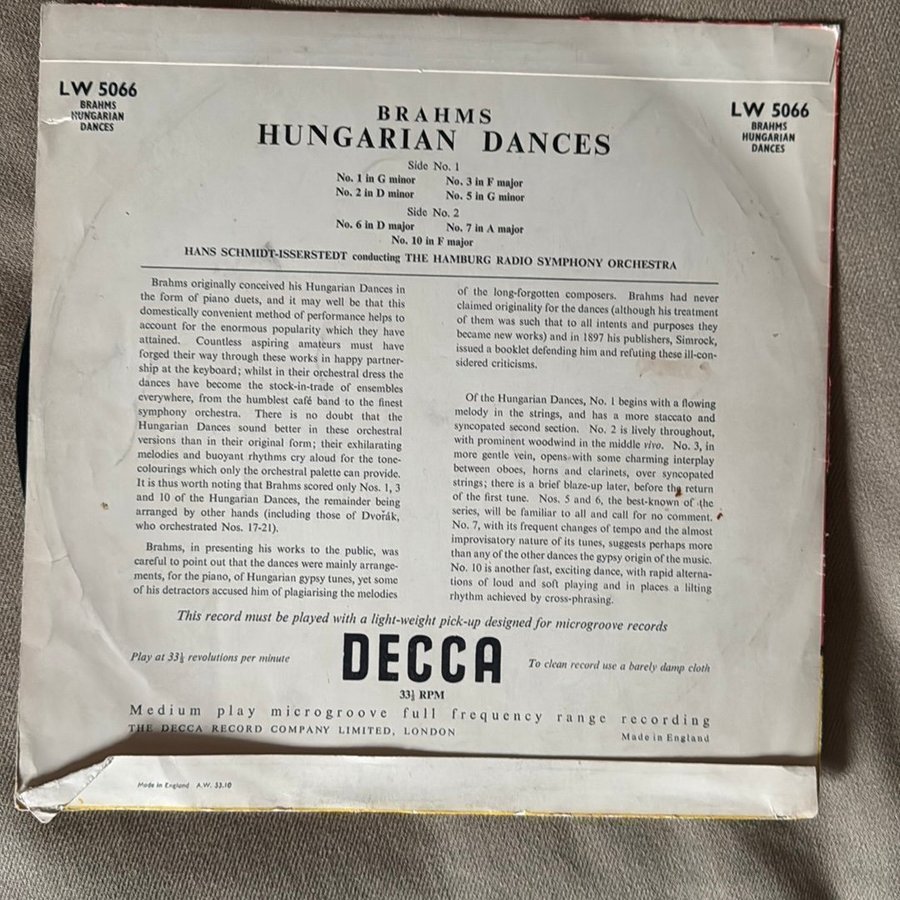 LW 5066
BRAHMS
HUNGARIAN
DANCES
LW 5066
BRAHMS
HUNGARIAN
DANCES
BRAHMS
HUNGARIAN DANCES
Side No. 1
No. 1 in G minor No. 3 in F major
No. 2 in D minor No. 5 in G minor
Side No. 2
No. 6 in D major No. 7 in A major
No. 10 in F major
HANS SCHMIDT-ISSERSTEDT conducting THE HAMBURG RADIO SYMPHONY ORCHESTRA
Brahms originally conceived his Hungarian Dances in
the form of piano duets, and it may well be that this
domestically convenient method of performance helps to
account for the enormous popularity which they have
attained. Countless aspiring amateurs must have
forged their way through these works in happy partner-
ship at the keyboard; whilst in their orchestral dress the
dances have become the stock-in-trade of ensembles
everywhere, from the humblest café band to the finest
symphony orchestra. There is no doubt that the
Hungarian Dances sound better in these orchestral
versions than in their original form; their exhilarating
melodies and buoyant rhythms cry aloud for the tone-
colourings which only the orchestral palette can provide.
It is thus worth noting that Brahms scored only Nos. 1, 3
and 10 of the Hungarian Dances, the remainder being
arranged by other hands (including those of Dvořák,
who orchestrated Nos. 17-21).
Brahms, in presenting his works to the public, was
careful to point out that the dances were mainly arrange-
ments, for the piano, of Hungarian gypsy tunes, yet some
of his detractors accused him of plagiarising the melodies
of the long-forgotten composers. Brahms had never
claimed originality for the dances (although his treatment
of them was such that to all intents and purposes they
became new works) and in 1897 his publishers, Simrock,
issued a booklet defending him and refuting these ill-con-
sidered criticisms.
Of the Hungarian Dances, No. 1 begins with a flowing
melody in the strings, and has a more staccato and
syncopated second section. No. 2 is lively throughout,
with prominent woodwind in the middle vivo. No. 3, in
more gentle vein, opens with some charming interplay
between oboes, horns and clarinets, over syncopated
strings; there is a brief blaze-up later, before the return
of the first tune. Nos. 5 and 6, the best-known of the
series, will be familiar to all and call for no comment.
No. 7, with its frequent changes of tempo and the almost
improvisatory nature of its tunes, suggests perhaps more
than any of the other dances the gypsy origin of the music.
No. 10 is another fast, exciting dance, with rapid alterna-
tions of loud and soft playing and in places a lilting
rhythm achieved by cross-phrasing.
This record must be played with a light-weight pick-up designed for microgroove records
Play at 33⅓ revolutions per minute
DECCA
To clean record use a barely damp cloth
33⅓ RPM
Medium play microgroove full frequency range recording
THE DECCA RECORD COMPANY LIMITED, LONDON
Made in England
Made in England A.W. 53.10